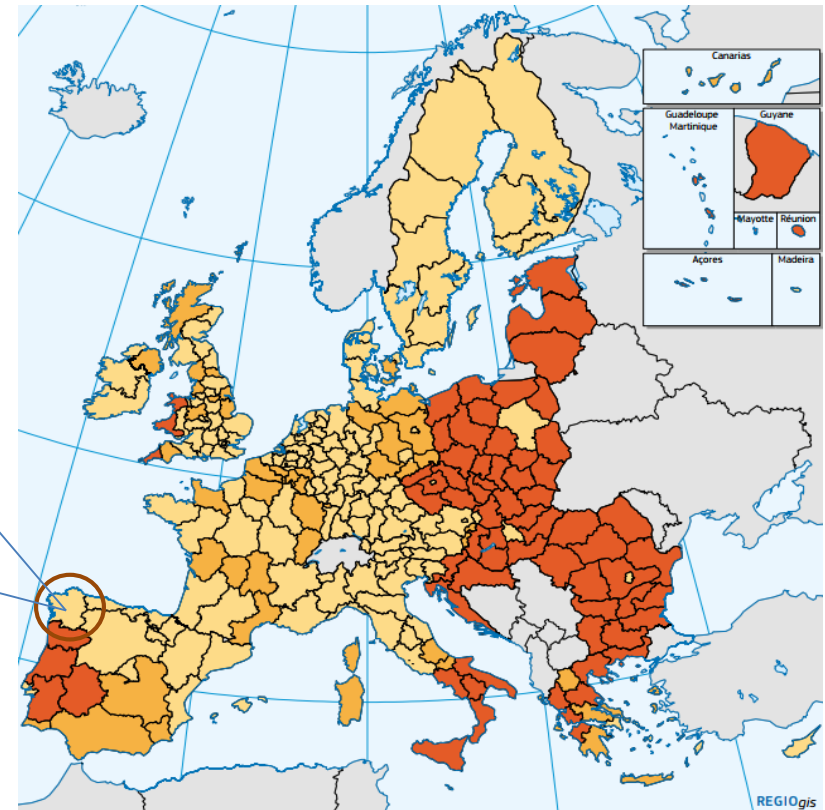 Canarias
Guadeloupe
Martinique
Guyane
Mayotte
Réunion
Açores
Madeira
REGIOgis